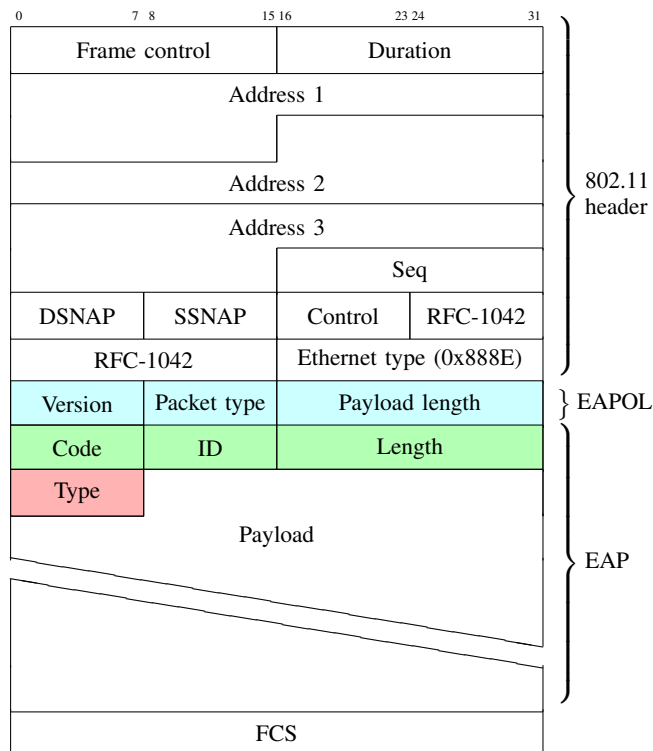 0 7 8 15 16 23 24 31
Frame control Duration
Address 1
Address 2
802.11
header
Address 3
Seq
DSNAP SSNAP Control RFC-1042
RFC-1042 Ethernet type (0x888E)
Version Packet type Payload length } EAPOL
Code ID Length
Type
Payload
EAP
FCS